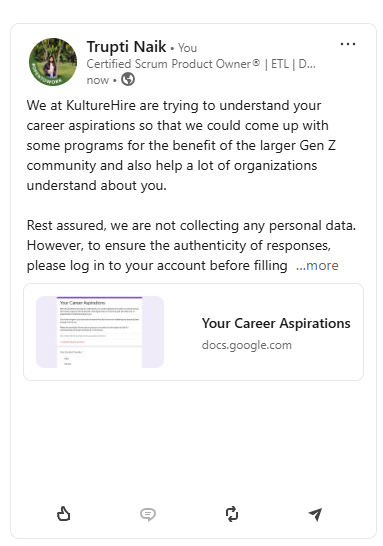 Trupti Naik • You
Certified Scrum Product Owner® | ETL | D...
now •
We at KultureHire are trying to understand your
career aspirations so that we could come up with
some programs for the benefit of the larger Gen Z
community and also help a lot of organizations
understand about you.
Rest assured, we are not collecting any personal data.
However, to ensure the authenticity of responses,
please log in to your account before filling ...more
Your Career Aspirations
Your Career Aspirations
docs.google.com